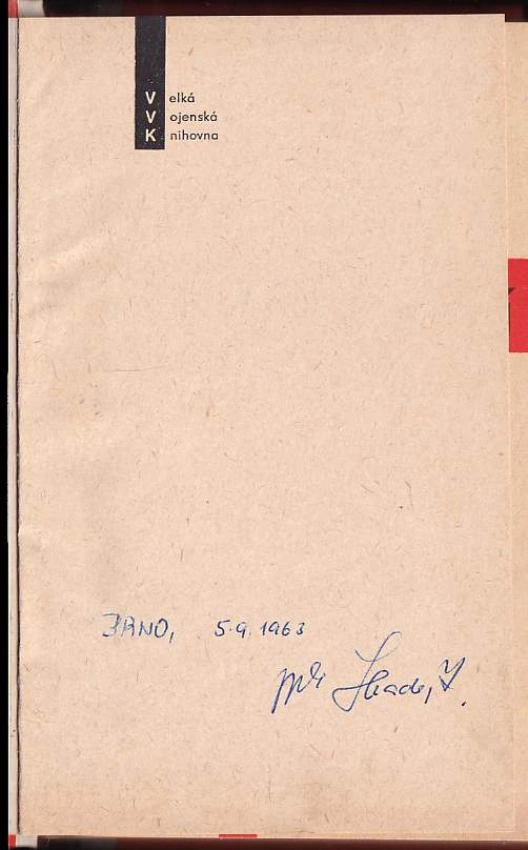 Velká
Vojenská
Knihovna
BRNO, 5.9.1963